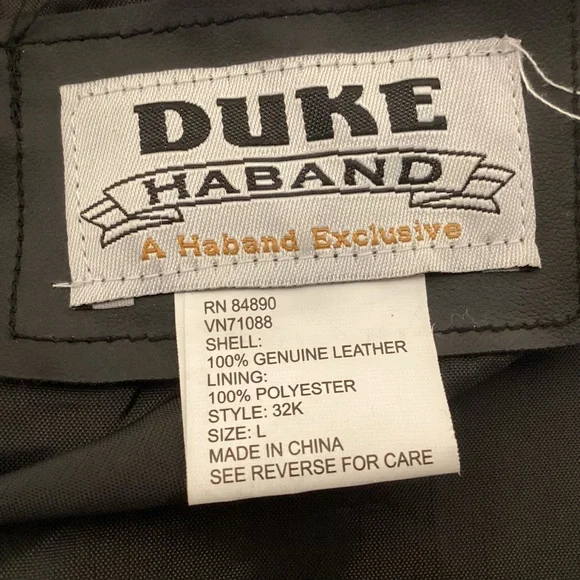 DUKE
HABAND
A Haband Exclusive
RN 84890
VN71088
SHELL:
100% GENUINE LEATHER
LINING:
100% POLYESTER
STYLE: 32K
SIZE: L
MADE IN CHINA
SEE REVERSE FOR CARE